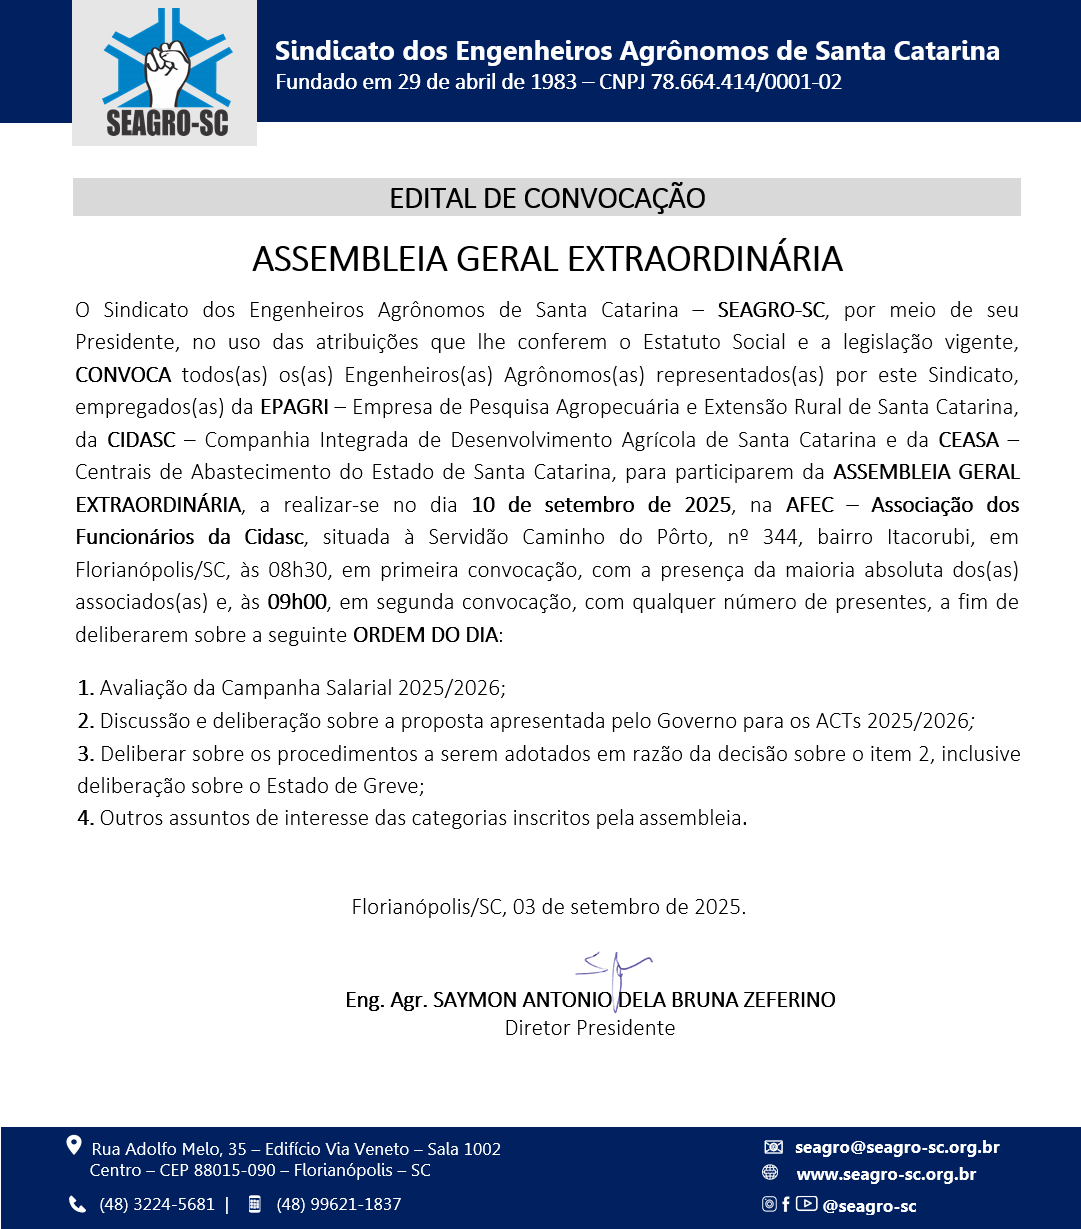 SEAGRO-SC
Sindicato dos Engenheiros Agrônomos de Santa Catarina
Fundado em 29 de abril de 1983 – CNPJ 78.664.414/0001-02
EDITAL DE CONVOCAÇÃO
ASSEMBLEIA GERAL EXTRAORDINÁRIA
O Sindicato dos Engenheiros Agrônomos de Santa Catarina – SEAGRO-SC, por meio de seu
Presidente, no uso das atribuições que lhe conferem o Estatuto Social e a legislação vigente,
CONVOCA todos(as) os(as) Engenheiros(as) Agrônomos(as) representados(as) por este Sindicato,
empregados(as) da EPAGRI – Empresa de Pesquisa Agropecuária e Extensão Rural de Santa Catarina,
da CIDASC – Companhia Integrada de Desenvolvimento Agrícola de Santa Catarina e da CEASA –
Centrais de Abastecimento do Estado de Santa Catarina, para participarem da ASSEMBLEIA GERAL
EXTRAORDINÁRIA, a realizar-se no dia 10 de setembro de 2025, na AFEC – Associação dos
Funcionários da Cidasc, situada à Servidão Caminho do Pôrto, nº 344, bairro Itacorubi, em
Florianópolis/SC, às 08h30, em primeira convocação, com a presença da maioria absoluta dos(as)
associados(as) e, às 09h00, em segunda convocação, com qualquer número de presentes, a fim de
deliberarem sobre a seguinte ORDEM DO DIA:
1. Avaliação da Campanha Salarial 2025/2026;
2. Discussão e deliberação sobre a proposta apresentada pelo Governo para os ACTs 2025/2026;
3. Deliberar sobre os procedimentos a serem adotados em razão da decisão sobre o item 2, inclusive
deliberação sobre o Estado de Greve;
4. Outros assuntos de interesse das categorias inscritos pela assembleia.
Florianópolis/SC, 03 de setembro de 2025.
Eng. Agr. SAYMON ANTONIO DELA BRUNA ZEFERINO
Diretor Presidente
Rua Adolfo Melo, 35 – Edifício Via Veneto – Sala 1002
Centro – CEP 88015-090 – Florianópolis – SC
(48) 3224-5681 | (48) 99621-1837
seagro@seagro-sc.org.br
www.seagro-sc.org.br
@seagro-sc